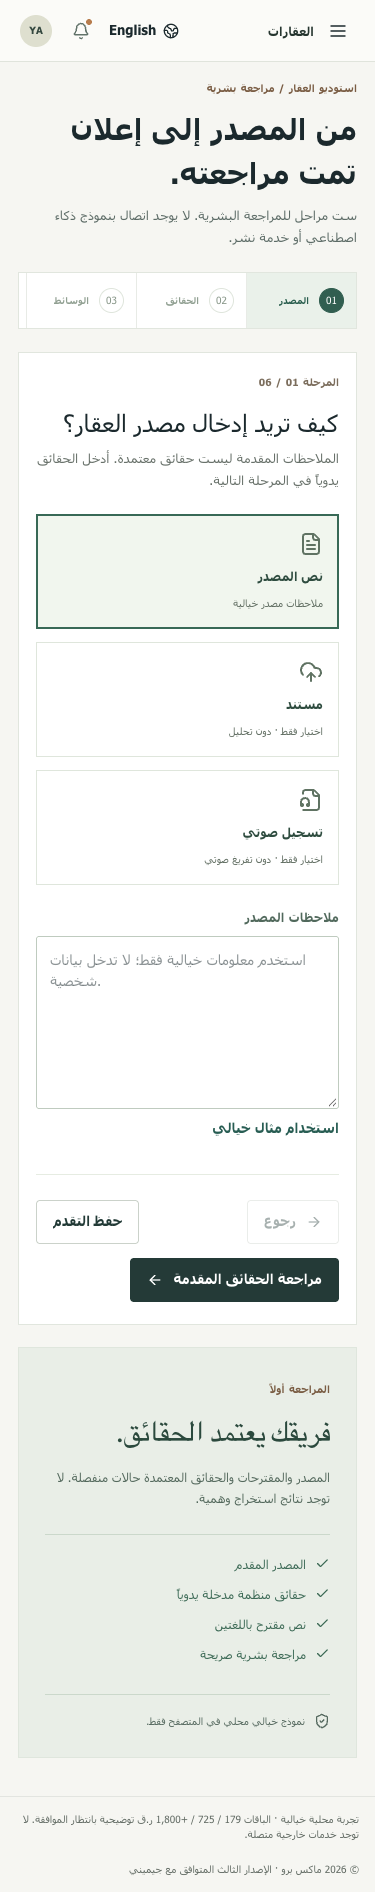 العقارات
English
YA
استوديو العقار / مراجعة بشرية
من المصدر إلى إعلان
تمت مراجعته.
ست مراحل للمراجعة البشرية. لا يوجد اتصال بنموذج ذكاء
اصطناعي أو خدمة نشر.
01 المصدر
02 الحقائق
03 الوسائط
المرحلة 01 / 06
كيف تريد إدخال مصدر العقار؟
الملاحظات المقدمة ليست حقائق معتمدة. أدخل الحقائق
يدوياً في المرحلة التالية.
نص المصدر
ملاحظات مصدر خيالية
مستند
اختيار فقط · دون تحليل
تسجيل صوتي
اختيار فقط · دون تفريغ صوتي
ملاحظات المصدر
استخدم معلومات خيالية فقط؛ لا تدخل بيانات
شخصية.
استخدام مثال خيالي
رجوع
حفظ التقدم
مراجعة الحقائق المقدمة
المراجعة أولاً
فريقك يعتمد الحقائق.
المصدر والمقترحات والحقائق المعتمدة حالات منفصلة. لا
توجد نتائج استخراج وهمية.
المصدر المقدم
حقائق منظمة مدخلة يدوياً
نص مقترح باللغتين
مراجعة بشرية صريحة
نموذج خيالي محلي في المتصفح فقط.
تجربة محلية خيالية · الباقات 179 / 725 / +1,800 ر.ق توضيحية بانتظار الموافقة. لا
توجد خدمات خارجية متصلة.
© 2026 ماكس برو · الإصدار الثالث المتوافق مع جيميني